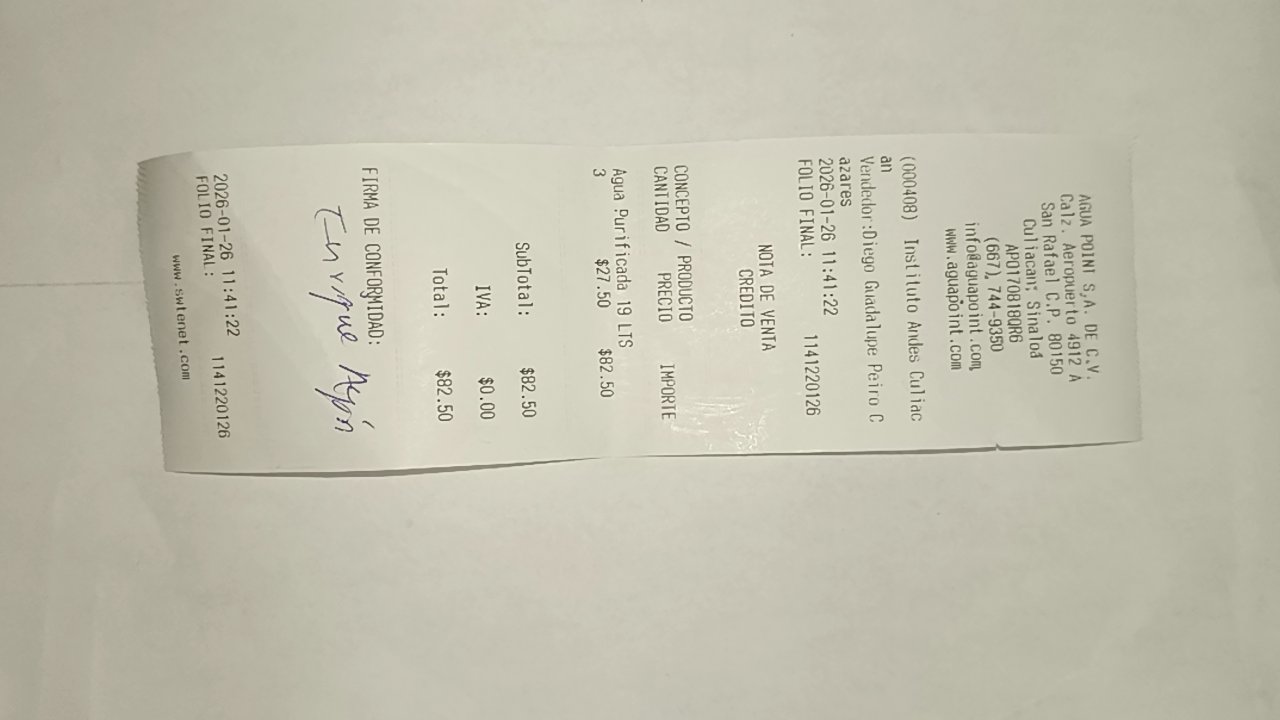 AGUA POINT S.A. DE C.V.
Calz. Aeropuerto 4912 A
San Rafael C.P. 80150
Culiacan; Sinaloa
APO170818QR6
(667) 744-9350
info@aguapoint.com
www.aguapoint.com
(000408) Instituto Andes Culiac
an
Vendedor:Diego Guadalupe Peiro C
azares
2026-01-26 11:41:22
FOLIO FINAL: 1141220126
NOTA DE VENTA
CREDITO
CONCEPTO / PRODUCTO
CANTIDAD PRECIO IMPORTE
Agua Purificada 19 LTS
3 $27.50 $82.50
SubTotal: $82.50
IVA: $0.00
Total: $82.50
FIRMA DE CONFORMIDAD:
Enrique
2026-01-26 11:41:22
FOLIO FINAL: 1141220126
www.swtenet.com